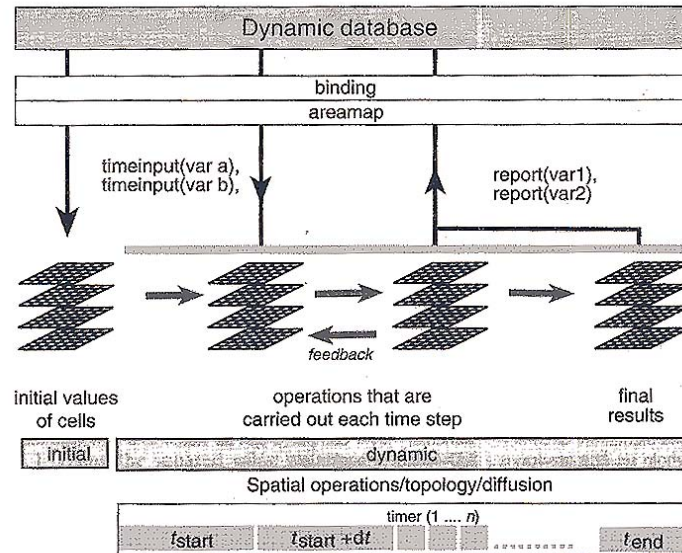 Dynamic database
binding
areamap
timeinput(var a),
timeinput(var b),
report(var1),
report(var2)
feedback
initial values
of cells
operations that are
carried out each time step
final
results
initial
dynamic
Spatial operations/topology/diffusion
timer (1 .... n)
tstart
tstart +dt
tend